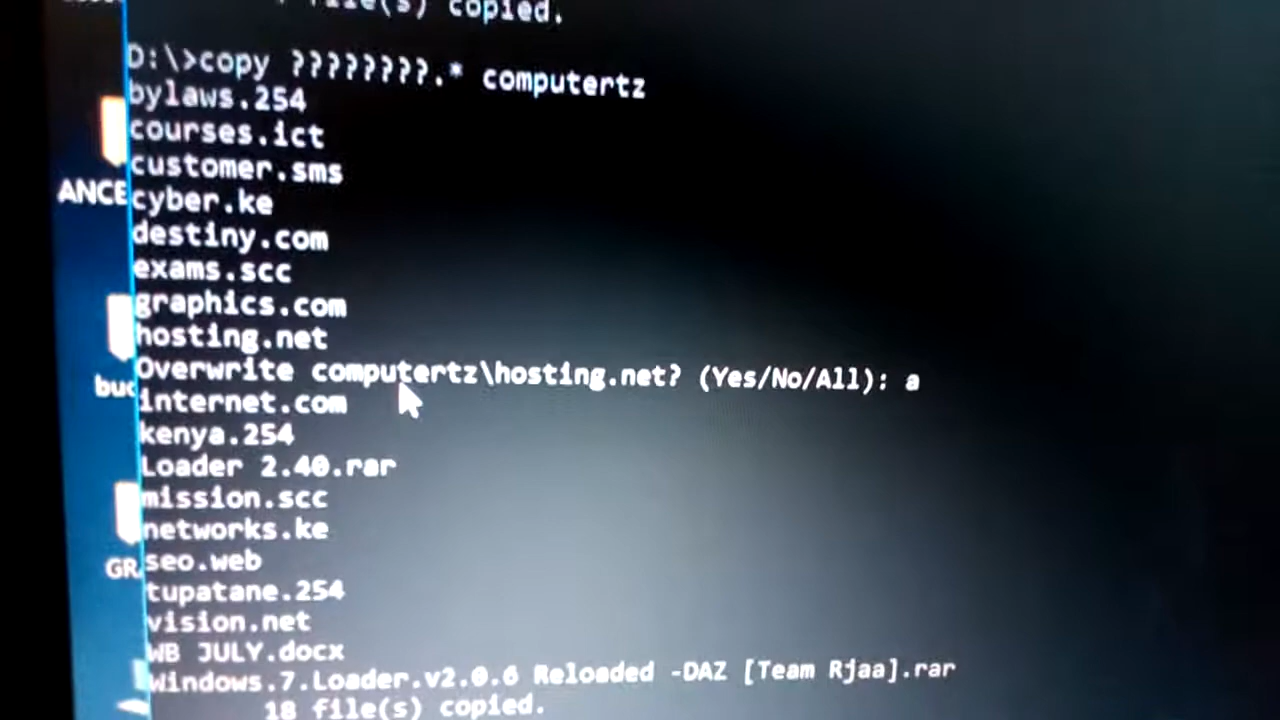 file(s) copied.
D:\>copy ????????.* computertz
bylaws.254
courses.ict
customer.sms
ANCE
cyber.ke
destiny.com
exams.scc
graphics.com
hosting.net
Overwrite computertz\hosting.net? (Yes/No/All): a
buc
internet.com
kenya.254
Loader 2.40.rar
mission.scc
networks.ke
GR
seo.web
tupatane.254
vision.net
WB JULY.docx
Windows.7.Loader.v2.0.6 Reloaded -DAZ [Team Rjaa].rar
18 file(s) copied.